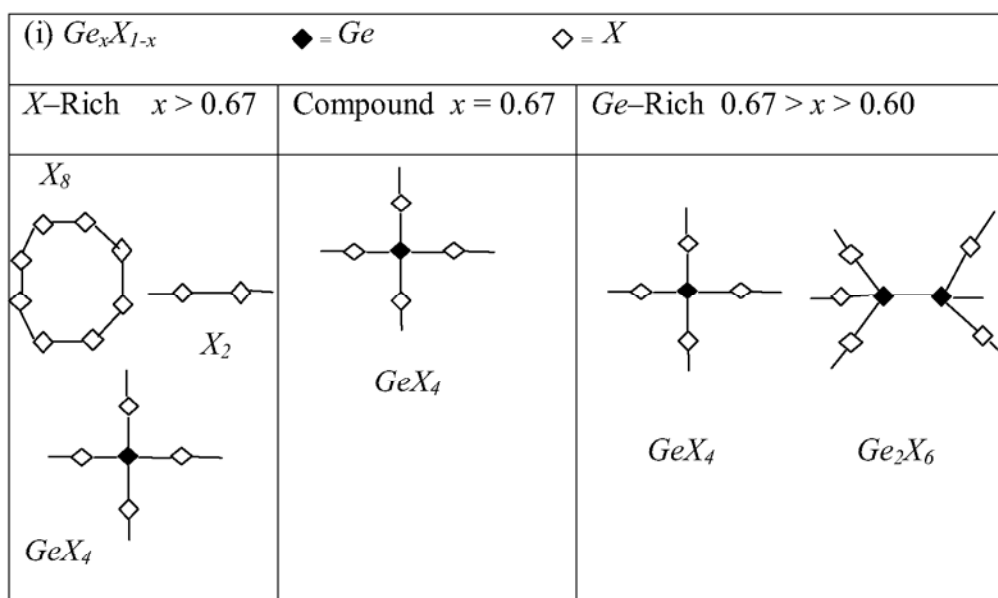 (i) GeₓX₁₋ₓ ◆ = Ge ◇ = X
X–Rich x > 0.67
Compound x = 0.67
Ge–Rich 0.67 > x > 0.60
X₈
X₂
GeX₄
GeX₄
GeX₄
Ge₂X₆